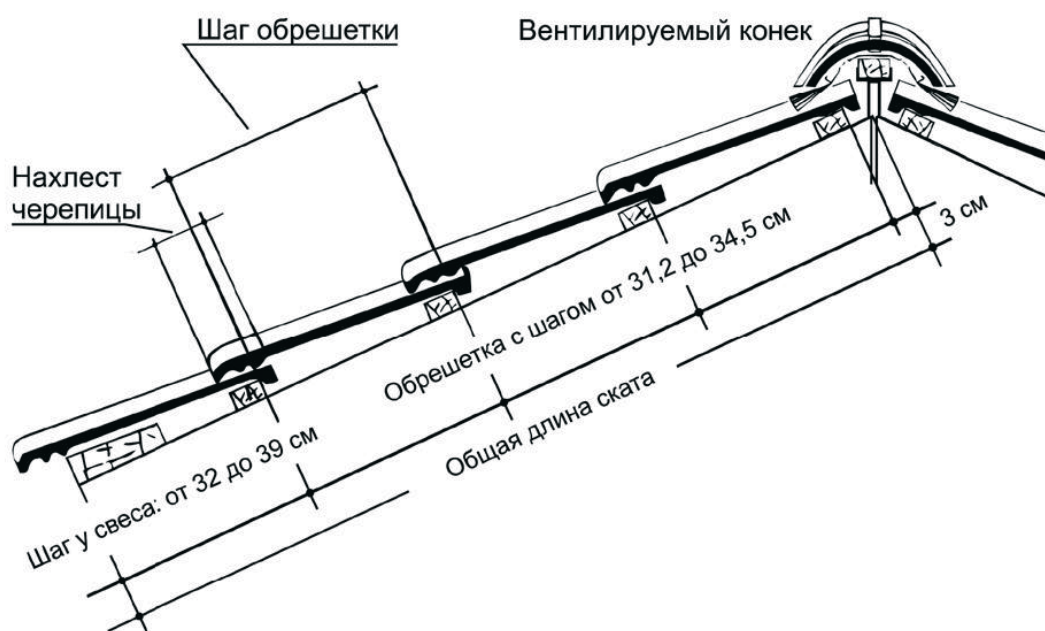 Шаг обрешетки
Вентилируемый конек
Нахлест
черепицы
3 см
Обрешетка с шагом от 31,2 до 34,5 см
Общая длина ската
Шаг у свеса: от 32 до 39 см